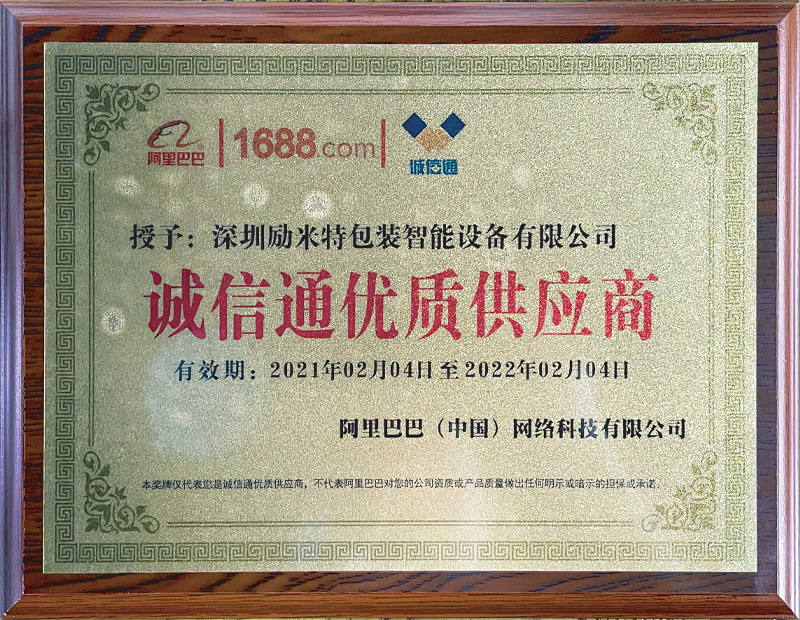 阿里巴巴 1688.com 诚信通
授予：深圳励米特包装智能设备有限公司
诚信通优质供应商
有效期：2021年02月04日至2022年02月04日
阿里巴巴（中国）网络科技有限公司
本奖牌仅代表您是诚信通优质供应商，不代表阿里巴巴对您的公司资质或产品质量做出任何明示或暗示的担保或承诺。